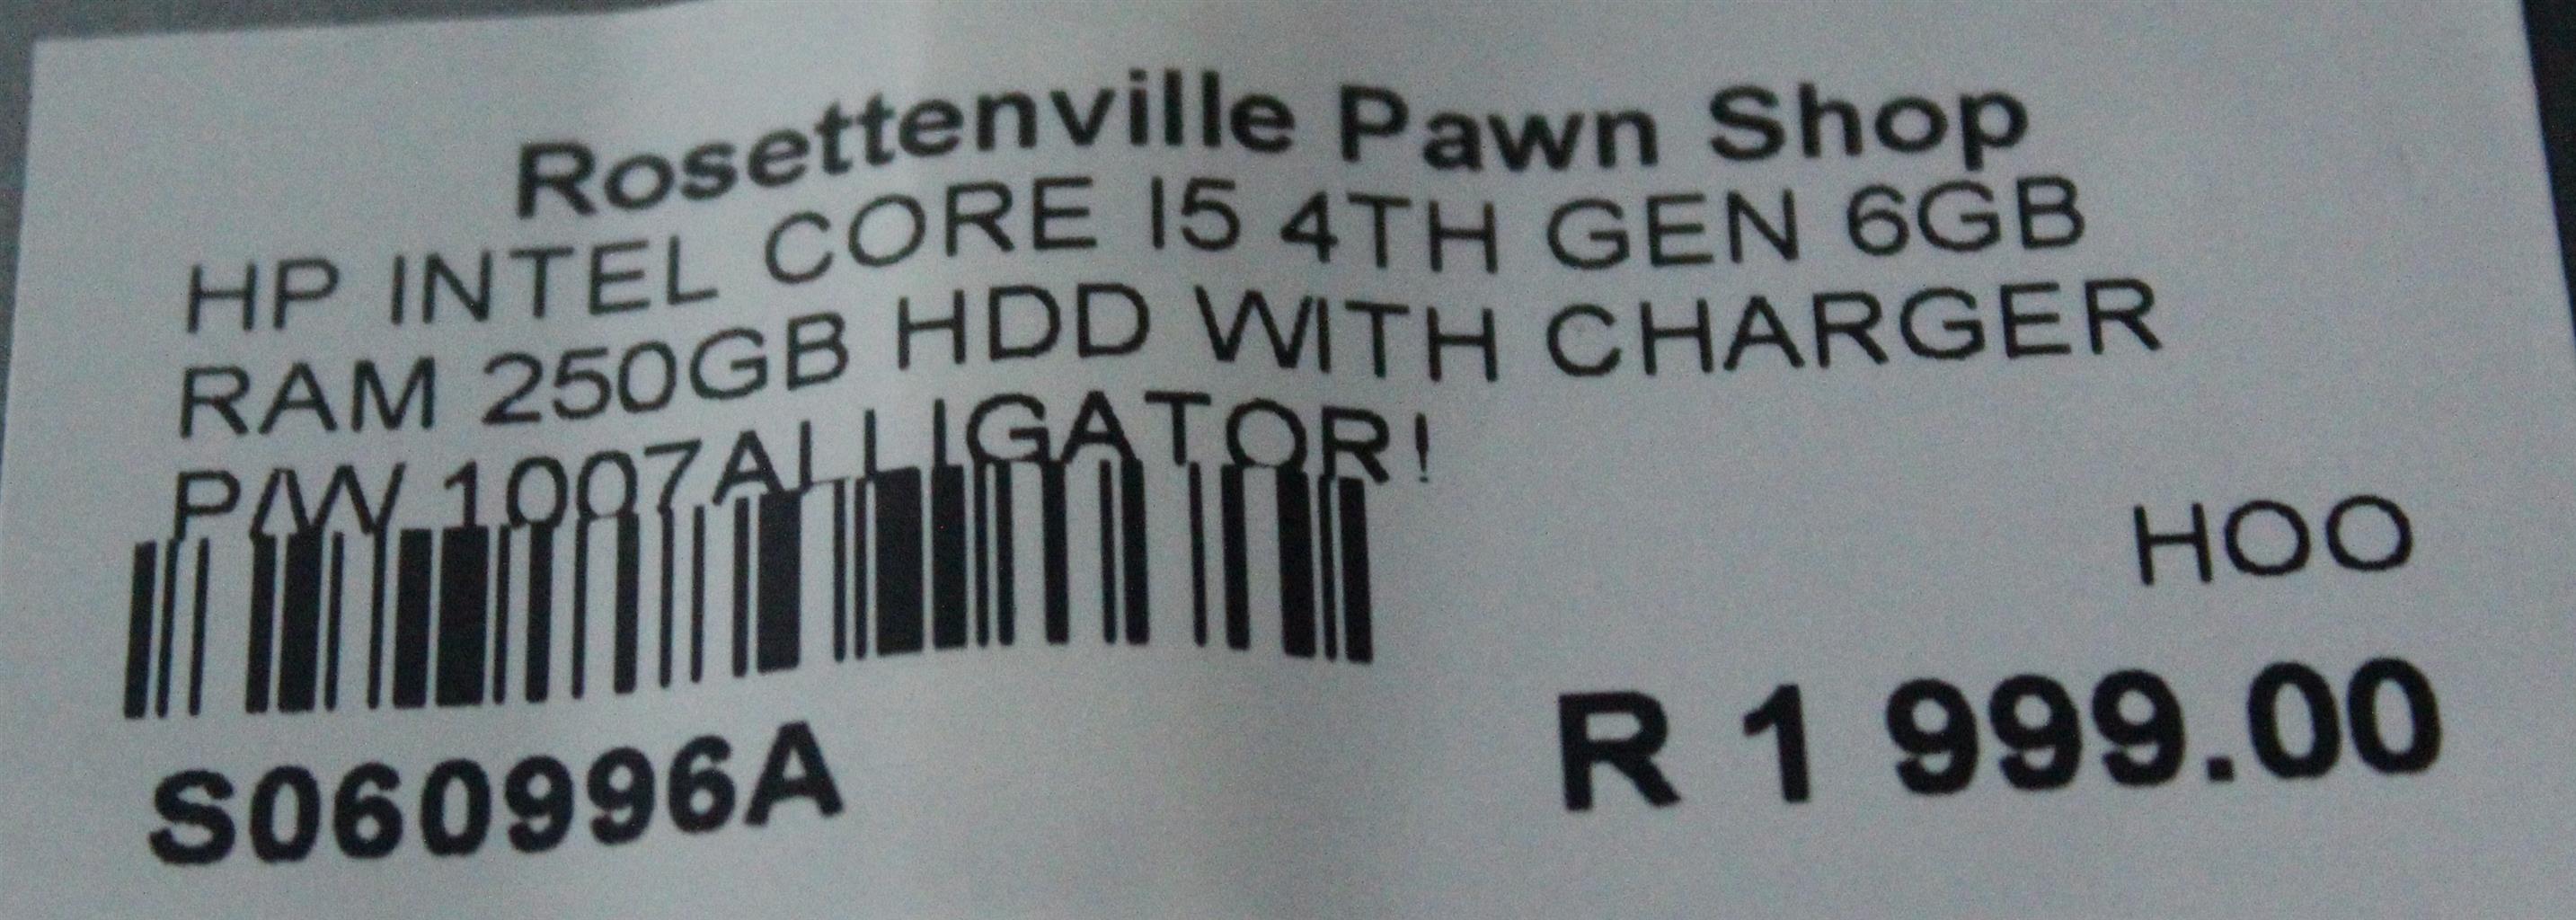 Rosettenville Pawn Shop
HP INTEL CORE I5 4TH GEN 6GB
RAM 250GB HDD WITH CHARGER
P/W 1007ALLIGATOR!
HOO
S060996A
R 1 999.00